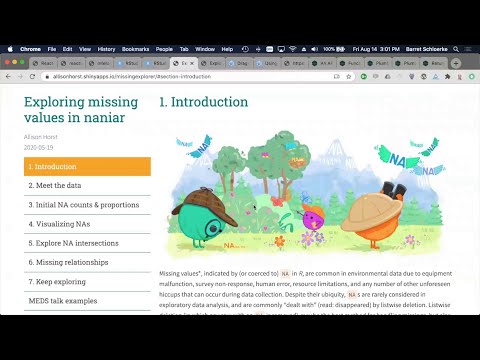 Chrome File Edit View History Bookmarks People Tab Window Help
Fri Aug 14 3:01 PM Barret Schloerke
allisonhorst.shinyapps.io/missingexplorer/#section-introduction
Exploring missing
values in naniar
Allison Horst
2020-05-19
1. Introduction
2. Meet the data
3. Initial NA counts & proportions
4. Visualizing NAs
5. Explore NA intersections
6. Missing relationships
7. Keep exploring
MEDS talk examples
1. Introduction
NA
NA
NA
Missing values*, indicated by (or coerced to) NA in R, are common in environmental data due to equipment
malfunction, survey non-response, human error, resource limitations, and any number of other unforeseen
hiccups that can occur during data collection. Despite their ubiquity, NA s are rarely considered in
exploratory data analysis, and are commonly "dealt with" (read: disappeared) by listwise deletion. Listwise